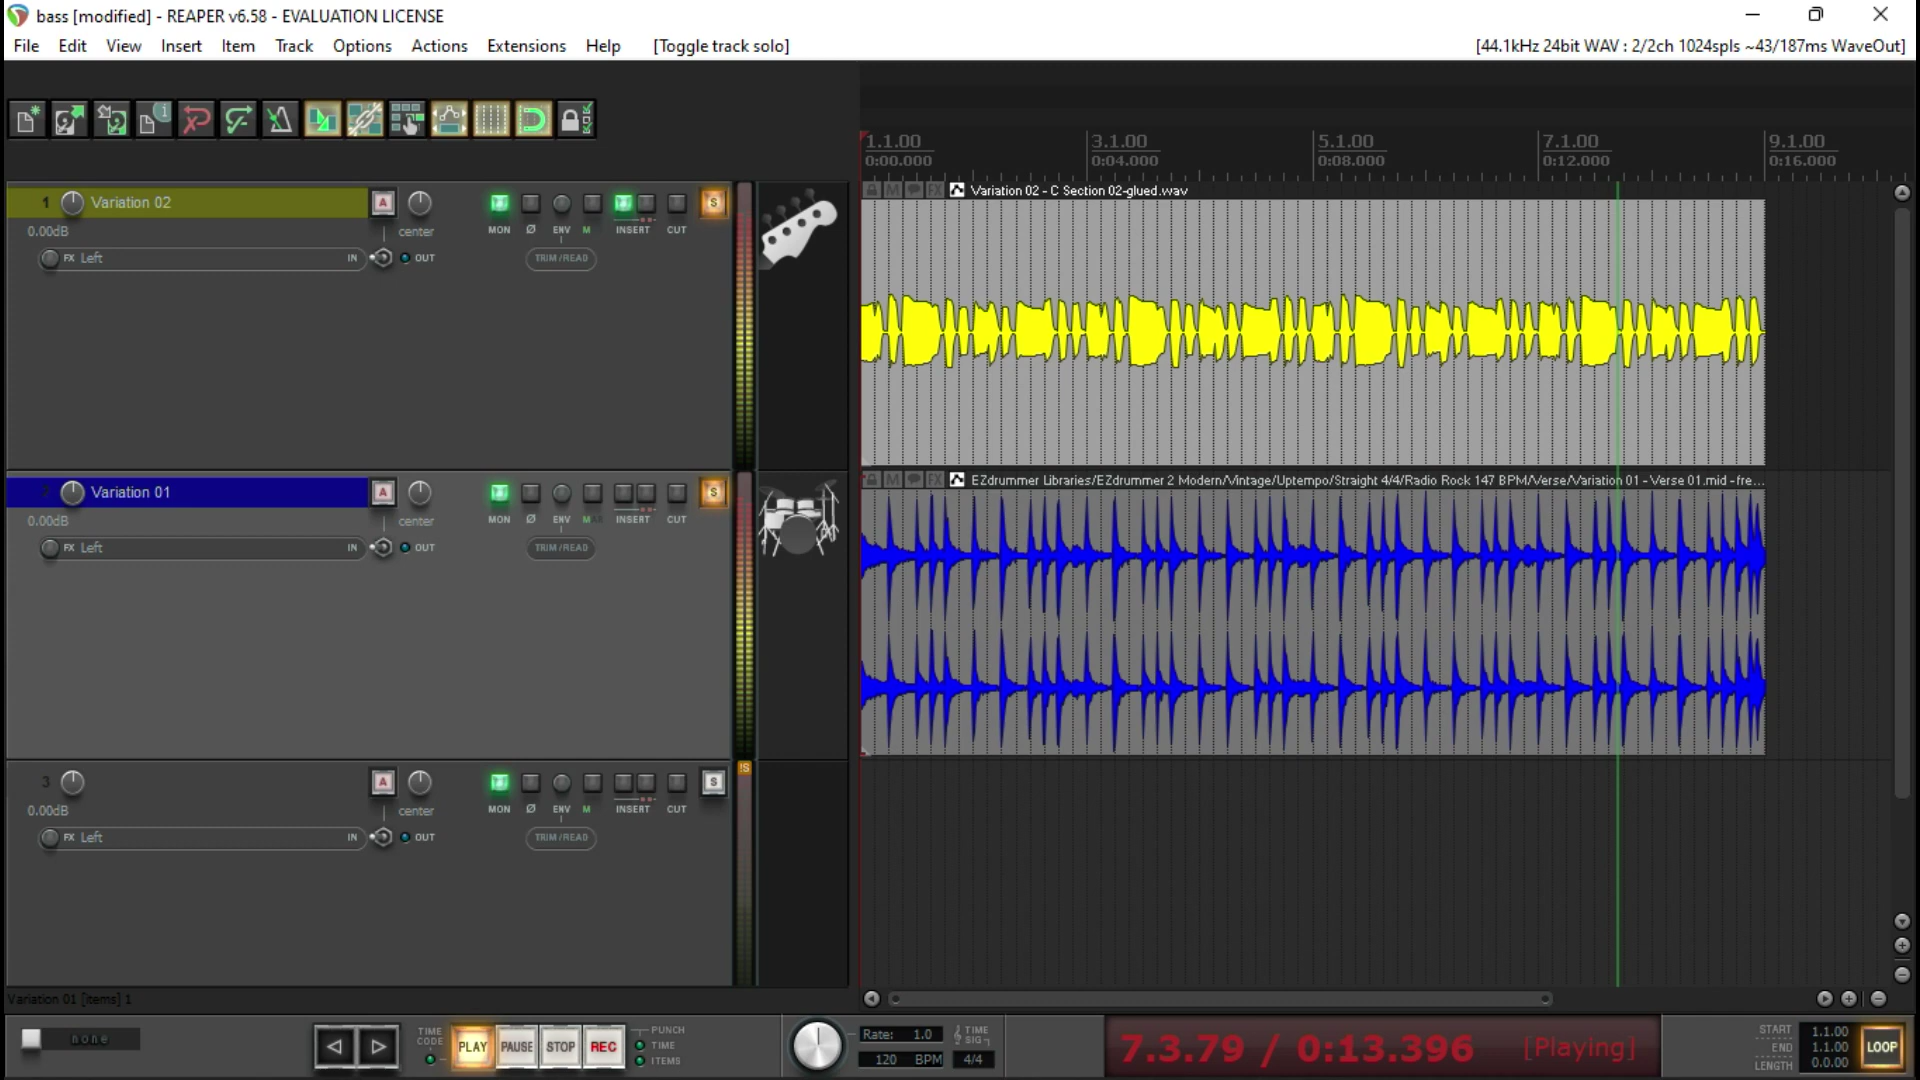 bass [modified] - REAPER v6.58 - EVALUATION LICENSE
File Edit View Insert Item Track Options Actions Extensions Help [Toggle track solo] [44.1kHz 24bit WAV : 2/2ch 1024spls ~43/187ms WaveOut]
1.1.00 3.1.00 5.1.00 7.1.00 9.1.00
0:00.000 0:04.000 0:08.000 0:12.000 0:16.000
M FX Variation 02 - C Section 02-glued.wav
1 Variation 02 A S
0.00dB center MON Ø ENV M INSERT CUT
FX Left IN OUT TRIM/READ
M FX EZdrummer Libraries/EZdrummer 2 Modern/Vintage/Uptempo/Straight 4/4/Radio Rock 147 BPM/Verse/Variation 01 - Verse 01.mid -fre...
2 Variation 01 A S
0.00dB center MON Ø ENV M INSERT CUT
FX Left IN OUT TRIM/READ
3 A S
0.00dB center MON Ø ENV M INSERT CUT
FX Left IN OUT TRIM/READ
Variation 01 [items] 1
none
TIME CODE
PLAY PAUSE STOP REC
PUNCH
TIME
ITEMS
Rate: 1.0
120 BPM
TIME SIG
4/4
7.3.79 / 0:13.396 [Playing]
START 1.1.00
END 1.1.00
LENGTH 0.0.00
LOOP